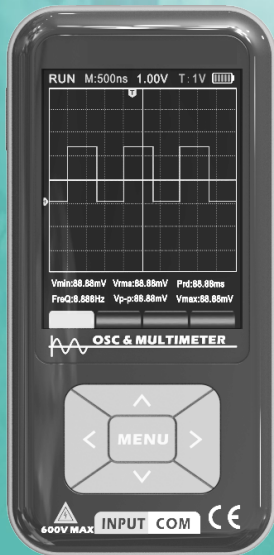 RUN M:500ns 1.00V T:1V
T
Vmin:88.88mV Vrms:88.88mV Prd:88.88ms
FreQ:8.888Hz Vp-p:88.88mV Vmax:88.88mV
OSC & MULTIMETER
MENU
600V MAX INPUT COM CE